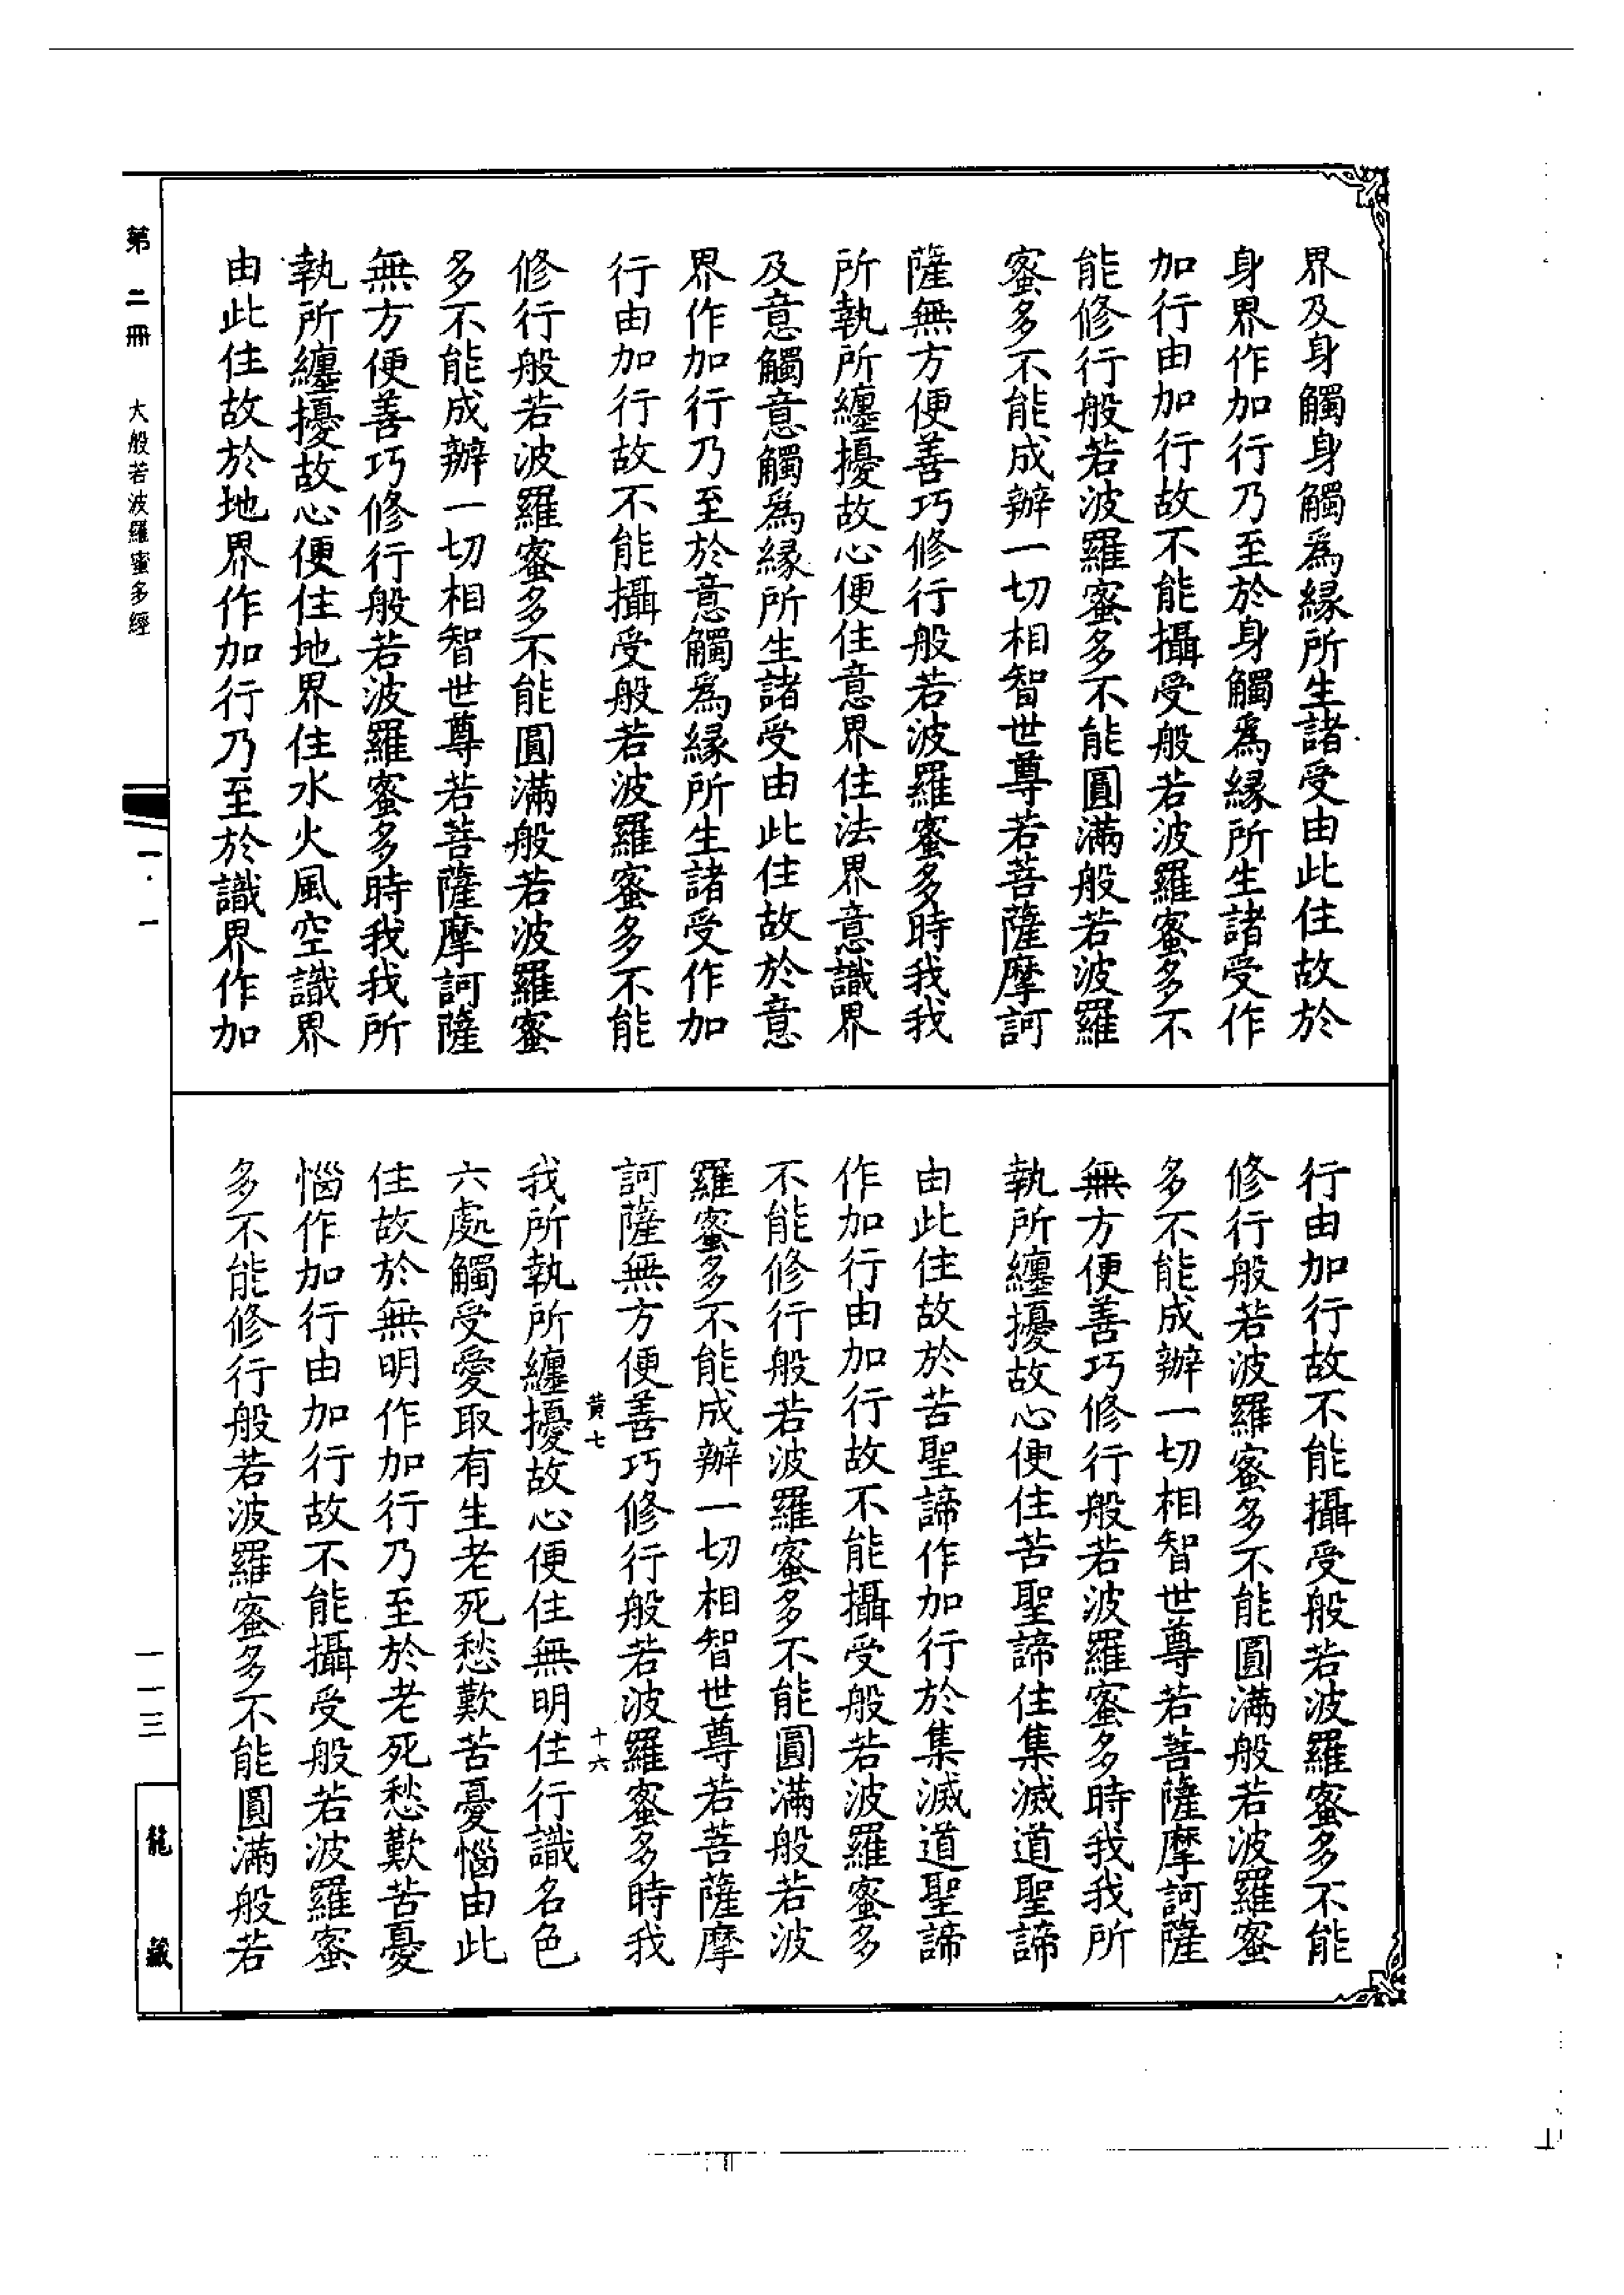 界及身觸身觸爲緣所生諸受由此住故於
身界作加行乃至於身觸爲緣所生諸受作
加行由加行故不能攝受般若波羅蜜多不
能修行般若波羅蜜多不能圓滿般若波羅
蜜多不能成辦一切相智世尊若菩薩摩訶
薩無方便善巧修行般若波羅蜜多時我我
所執所纏擾故心便住意界住法界意識界
及意觸意觸爲緣所生諸受由此住故於意
界作加行乃至於意觸爲緣所生諸受作加
行由加行故不能攝受般若波羅蜜多不能
修行般若波羅蜜多不能圓滿般若波羅蜜
多不能成辦一切相智世尊若菩薩摩訶薩
無方便善巧修行般若波羅蜜多時我我所
執所纏擾故心便住地界住水火風空識界
由此住故於地界作加行乃至於識界作加
行由加行故不能攝受般若波羅蜜多不能
修行般若波羅蜜多不能圓滿般若波羅蜜
多不能成辦一切相智世尊若菩薩摩訶薩
無方便善巧修行般若波羅蜜多時我我所
執所纏擾故心便住苦聖諦住集滅道聖諦
由此住故於苦聖諦作加行於集滅道聖諦
作加行由加行故不能攝受般若波羅蜜多
不能修行般若波羅蜜多不能圓滿般若波
羅蜜多不能成辦一切相智世尊若菩薩摩
訶薩無方便善巧修行般若波羅蜜多時我
黄七 十六
我所執所纏擾故心便住無明住行識名色
六處觸受愛取有生老死愁歎苦憂惱由此
住故於無明作加行乃至於老死愁歎苦憂
惱作加行由加行故不能攝受般若波羅蜜
多不能修行般若波羅蜜多不能圓滿般若
第二冊 大般若波羅蜜多經
一·一
一一三
龍藏